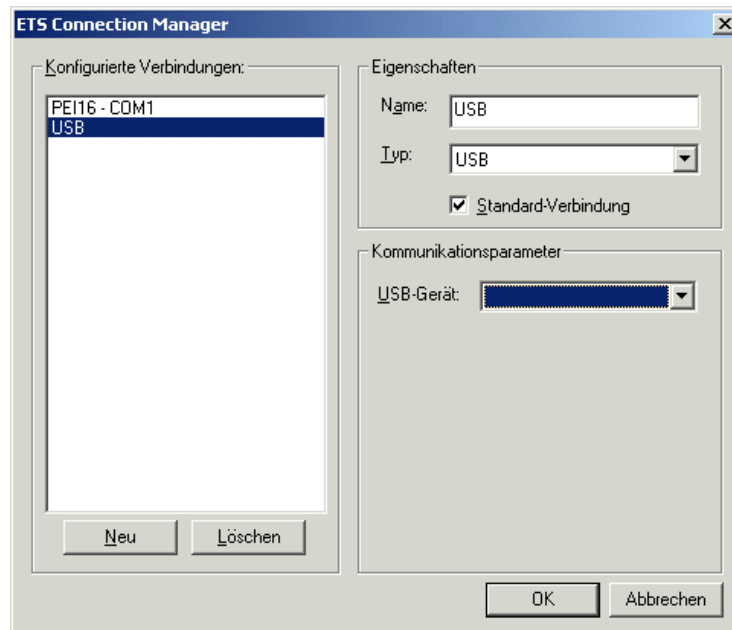 ETS Connection Manager
Konfigurierte Verbindungen:
PEI16 - COM1
USB
Neu
Löschen
Eigenschaften
Name:
USB
Typ:
USB
Standard-Verbindung
Kommunikationsparameter
USB-Gerät:
OK
Abbrechen